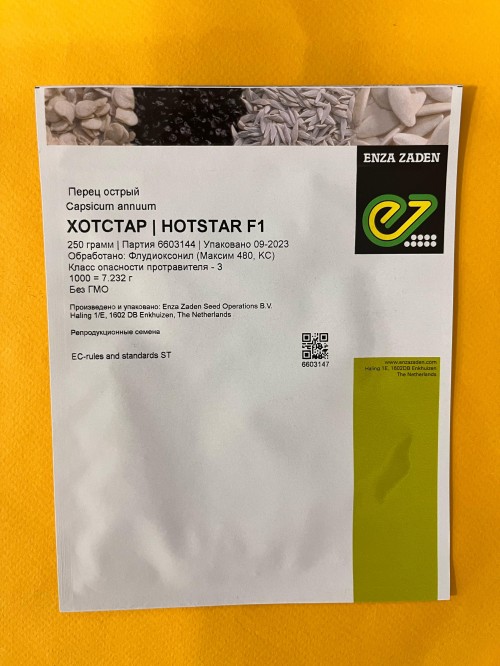 ENZA ZADEN
Перец острый
Capsicum annuum
ХОТСТАР | HOTSTAR F1
250 грамм | Партия 6603144 | Упаковано 09-2023
Обработано: Флудиоксонил (Максим 480, КС)
Класс опасности протравителя - 3
1000 = 7.232 г
Без ГМО
Произведено и упаковано: Enza Zaden Seed Operations B.V.
Haling 1/E, 1602 DB Enkhuizen, The Netherlands
Репродукционные семена
EC-rules and standards ST
6603147
www.enzazaden.com
Haling 1E, 1602DB Enkhuizen
The Netherlands